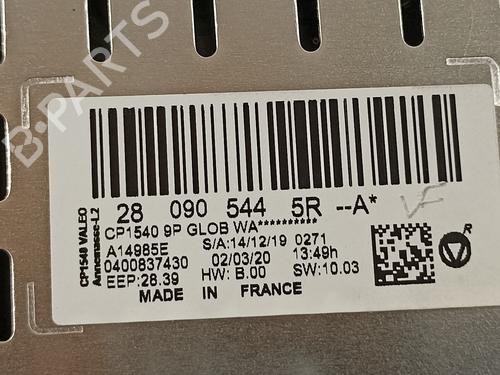 B-PARTS
CP1540 VALEO
Annemasse-L2
28 090 544 5R --A*
CP1540 9P GLOB WA**********
A14985E S/A:14/12/19 0271
0400837430 02/03/20 13:49h
EEP:28.39 HW: B.00 SW:10.03
MADE IN FRANCE
R